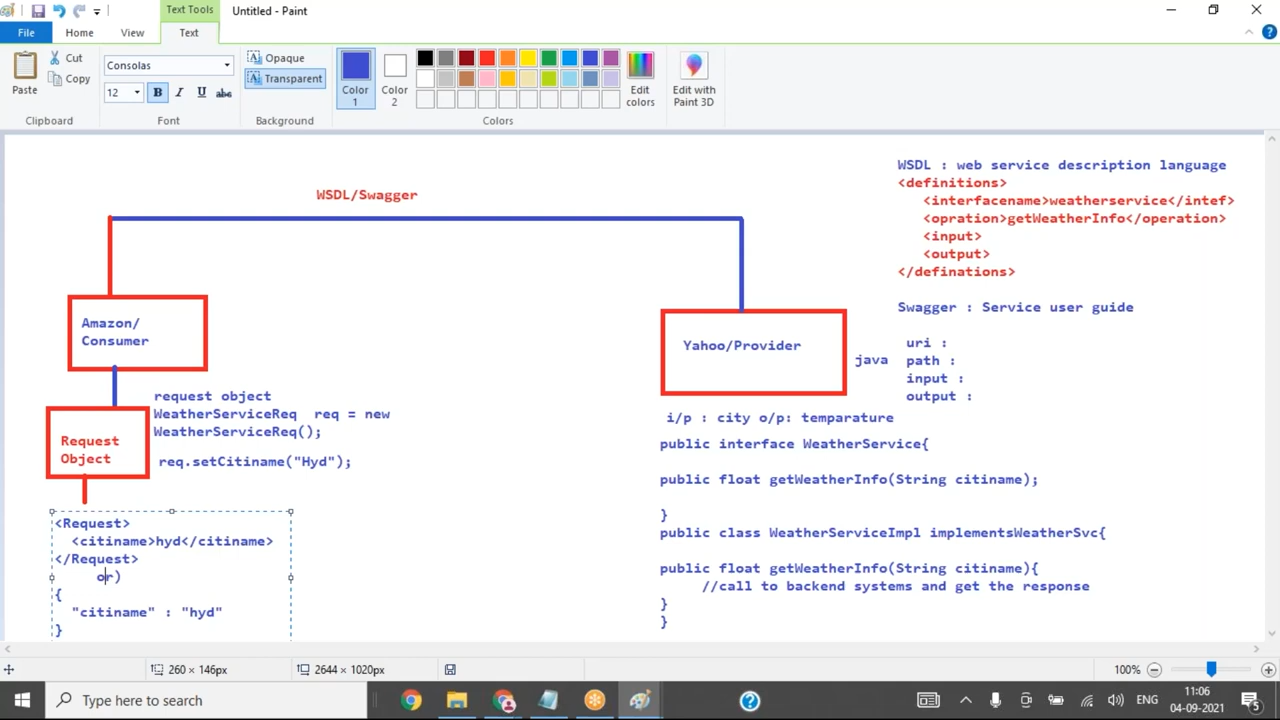 Text Tools
Untitled - Paint
File
Home
View
Text
Paste
Cut
Copy
Clipboard
Consolas
12
B
I
U
abc
Font
Opaque
Transparent
Background
Color 1
Color 2
Edit colors
Colors
Edit with Paint 3D
WSDL/Swagger
WSDL : web service description language
<definitions>
<interfacename>weatherservice</intef>
<opration>getWeatherInfo</operation>
<input>
<output>
</definations>
Swagger : Service user guide
uri :
path :
input :
output :
Amazon/
Consumer
Yahoo/Provider
java
request object
WeatherServiceReq req = new
WeatherServiceReq();
req.setCitiname("Hyd");
Request
Object
i/p : city o/p: temparature
public interface WeatherService{
public float getWeatherInfo(String citiname);
}
public class WeatherServiceImpl implementsWeatherSvc{
public float getWeatherInfo(String citiname){
//call to backend systems and get the response
}
}
<Request>
<citiname>hyd</citiname>
</Request>
or)
{
"citiname" : "hyd"
}
260 × 146px
2644 × 1020px
100%
Type here to search
ENG
11:06
04-09-2021
5